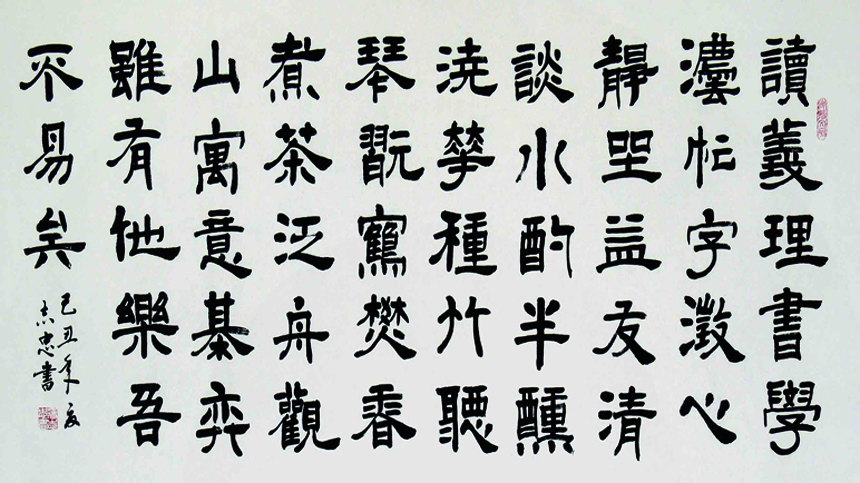 讀義理書學
灋帖字澂心
靜坐益友清
談水酌半醺
澆華種竹聽
琴翫鶴焚香
煮茶泛舟觀
山寓意棊弈
雖有他樂吾
不易矣
己丑年夏
志忠書